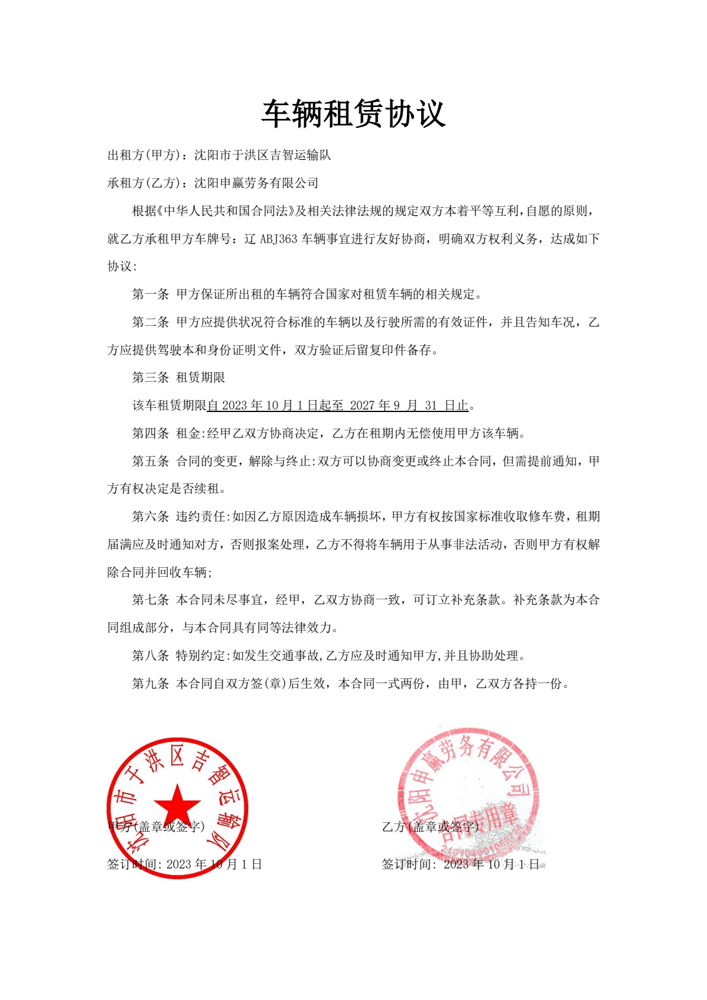 车辆租赁协议
出租方(甲方)：沈阳市于洪区吉智运输队
承租方(乙方)：沈阳申赢劳务有限公司
根据《中华人民共和国合同法》及相关法律法规的规定双方本着平等互利，自愿的原则，
就乙方承租甲方车牌号：辽 ABJ363 车辆事宜进行友好协商，明确双方权利义务，达成如下
协议:
第一条 甲方保证所出租的车辆符合国家对租赁车辆的相关规定。
第二条 甲方应提供状况符合标准的车辆以及行驶所需的有效证件，并且告知车况，乙
方应提供驾驶本和身份证明文件，双方验证后留复印件备存。
第三条 租赁期限
该车租赁期限自 2023 年 10 月 1 日起至 2027 年 9 月 31 日止。
第四条 租金:经甲乙双方协商决定，乙方在租期内无偿使用甲方该车辆。
第五条 合同的变更，解除与终止:双方可以协商变更或终止本合同，但需提前通知，甲
方有权决定是否续租。
第六条 违约责任:如因乙方原因造成车辆损坏，甲方有权按国家标准收取修车费，租期
届满应及时通知对方，否则报案处理，乙方不得将车辆用于从事非法活动，否则甲方有权解
除合同并回收车辆;
第七条 本合同未尽事宜，经甲，乙双方协商一致，可订立补充条款。补充条款为本合
同组成部分，与本合同具有同等法律效力。
第八条 特别约定:如发生交通事故,乙方应及时通知甲方,并且协助处理。
第九条 本合同自双方签(章)后生效，本合同一式两份，由甲，乙双方各持一份。
沈阳市于洪区吉智运输队
沈阳申赢劳务有限公司
合同专用章
甲方(盖章或签字)
乙方(盖章或签字)
签订时间: 2023 年 10 月 1 日
签订时间: 2023 年 10 月 1 日